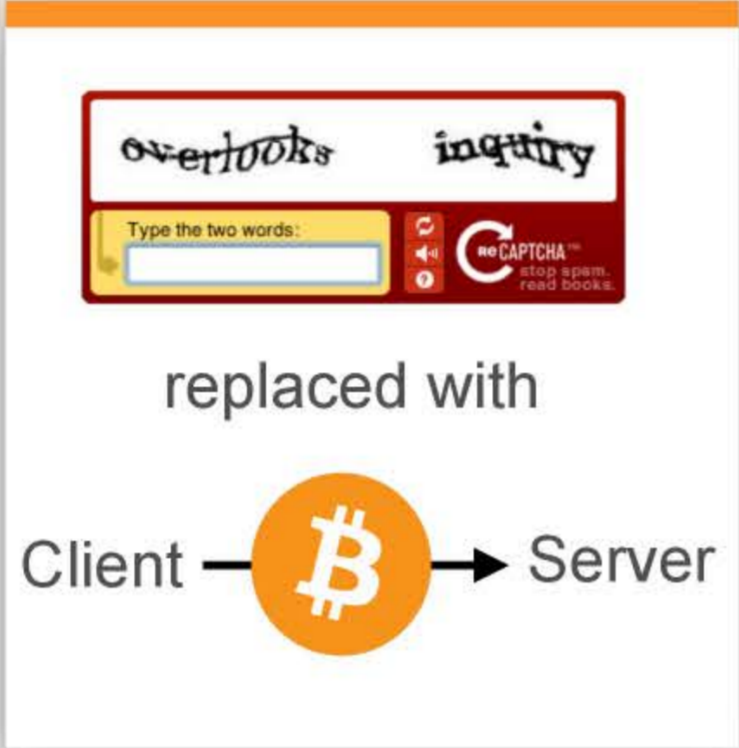 overlooks inquiry
Type the two words:
ReCAPTCHA™
stop spam.
read books.
replaced with
Client ₿ Server